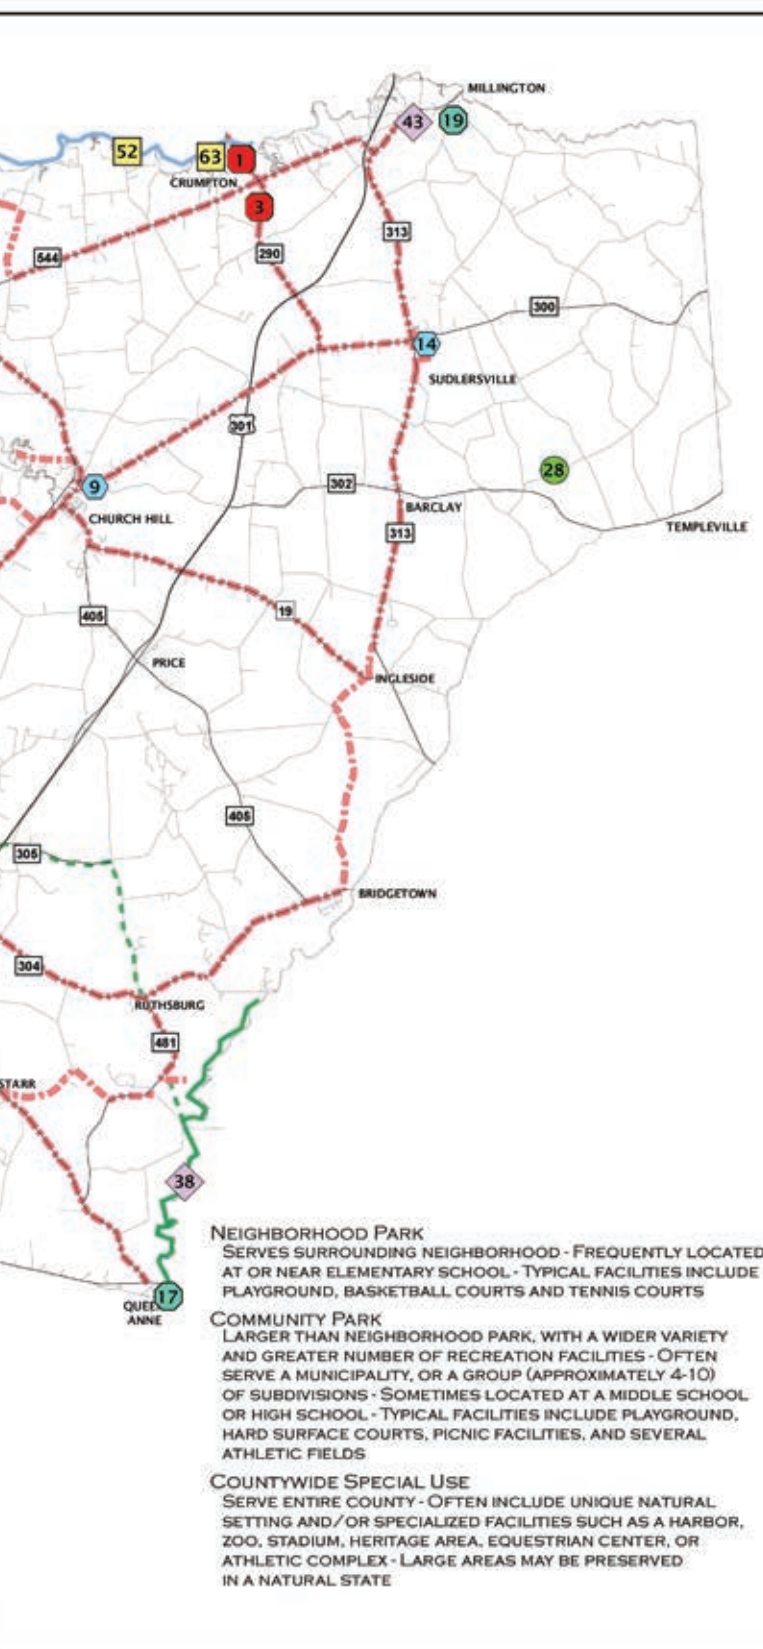 MILLINGTON
43
19
52
63
1
CRUMPTON
3
313
290
544
300
14
SUDLERSVILLE
301
28
302
9
BARCLAY
CHURCH HILL
TEMPLEVILLE
313
19
405
PRICE
INGLESIDE
405
305
BRIDGETOWN
304
RUTHSBURG
481
STARR
38
17
ANNE
NEIGHBORHOOD PARK
SERVES SURROUNDING NEIGHBORHOOD - FREQUENTLY LOCATED
AT OR NEAR ELEMENTARY SCHOOL - TYPICAL FACILITIES INCLUDE
PLAYGROUND, BASKETBALL COURTS AND TENNIS COURTS
COMMUNITY PARK
LARGER THAN NEIGHBORHOOD PARK, WITH A WIDER VARIETY
AND GREATER NUMBER OF RECREATION FACILITIES - OFTEN
SERVE A MUNICIPALITY, OR A GROUP (APPROXIMATELY 4-10)
OF SUBDIVISIONS - SOMETIMES LOCATED AT A MIDDLE SCHOOL
OR HIGH SCHOOL - TYPICAL FACILITIES INCLUDE PLAYGROUND,
HARD SURFACE COURTS, PICNIC FACILITIES, AND SEVERAL
ATHLETIC FIELDS
COUNTYWIDE SPECIAL USE
SERVE ENTIRE COUNTY - OFTEN INCLUDE UNIQUE NATURAL
SETTING AND/OR SPECIALIZED FACILITIES SUCH AS A HARBOR,
ZOO, STADIUM, HERITAGE AREA, EQUESTRIAN CENTER, OR
ATHLETIC COMPLEX - LARGE AREAS MAY BE PRESERVED
IN A NATURAL STATE